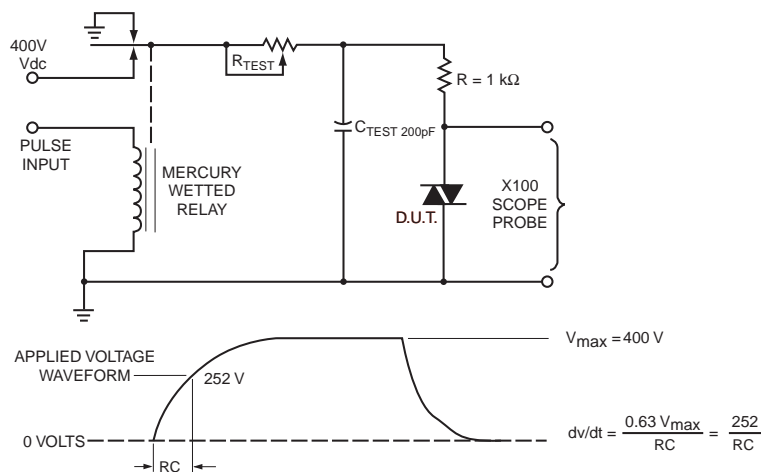 400V
Vdc
PULSE
INPUT
MERCURY
WETTED
RELAY
RTEST
CTEST 200pF
R = 1 kΩ
D.U.T.
X100
SCOPE
PROBE
APPLIED VOLTAGE
WAVEFORM
252 V
Vmax = 400 V
0 VOLTS
RC
dv/dt = 0.63 Vmax / RC = 252 / RC